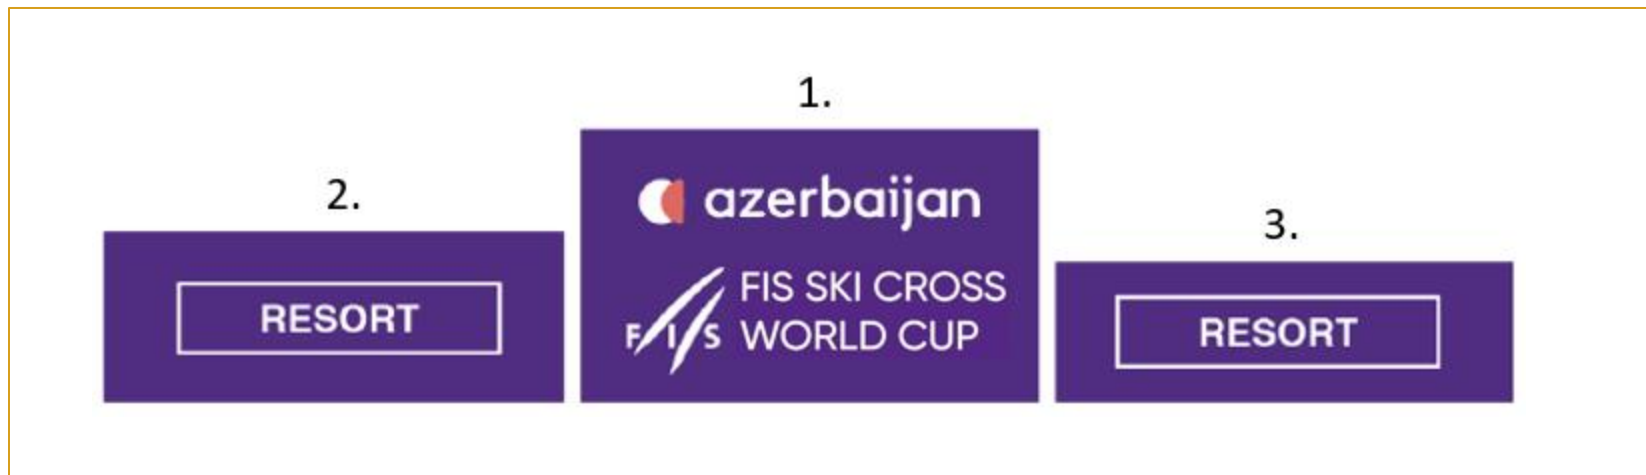 1.
azerbaijan
FIS FIS SKI CROSS
WORLD CUP
2.
RESORT
3.
RESORT